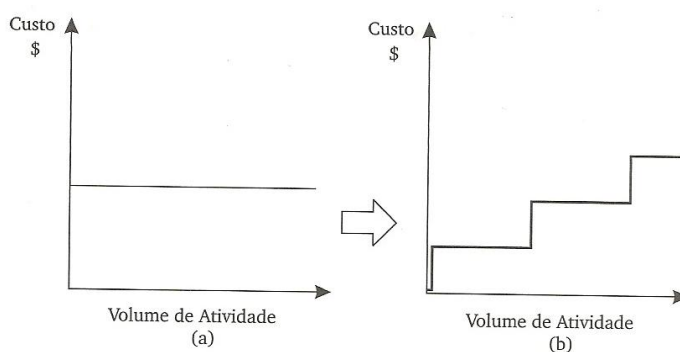 Custo
$
Volume de Atividade
(a)
Custo
$
Volume de Atividade
(b)